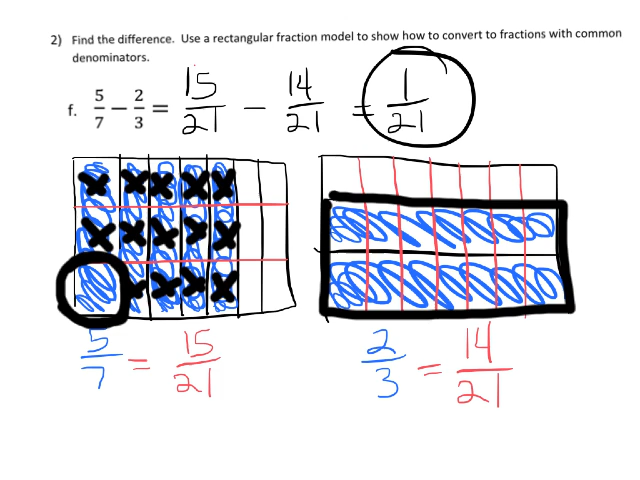 2) Find the difference. Use a rectangular fraction model to show how to convert to fractions with common
denominators.
f. 5/7 − 2/3 = 15/21 − 14/21 = 1/21
5/7 = 15/21
2/3 = 14/21